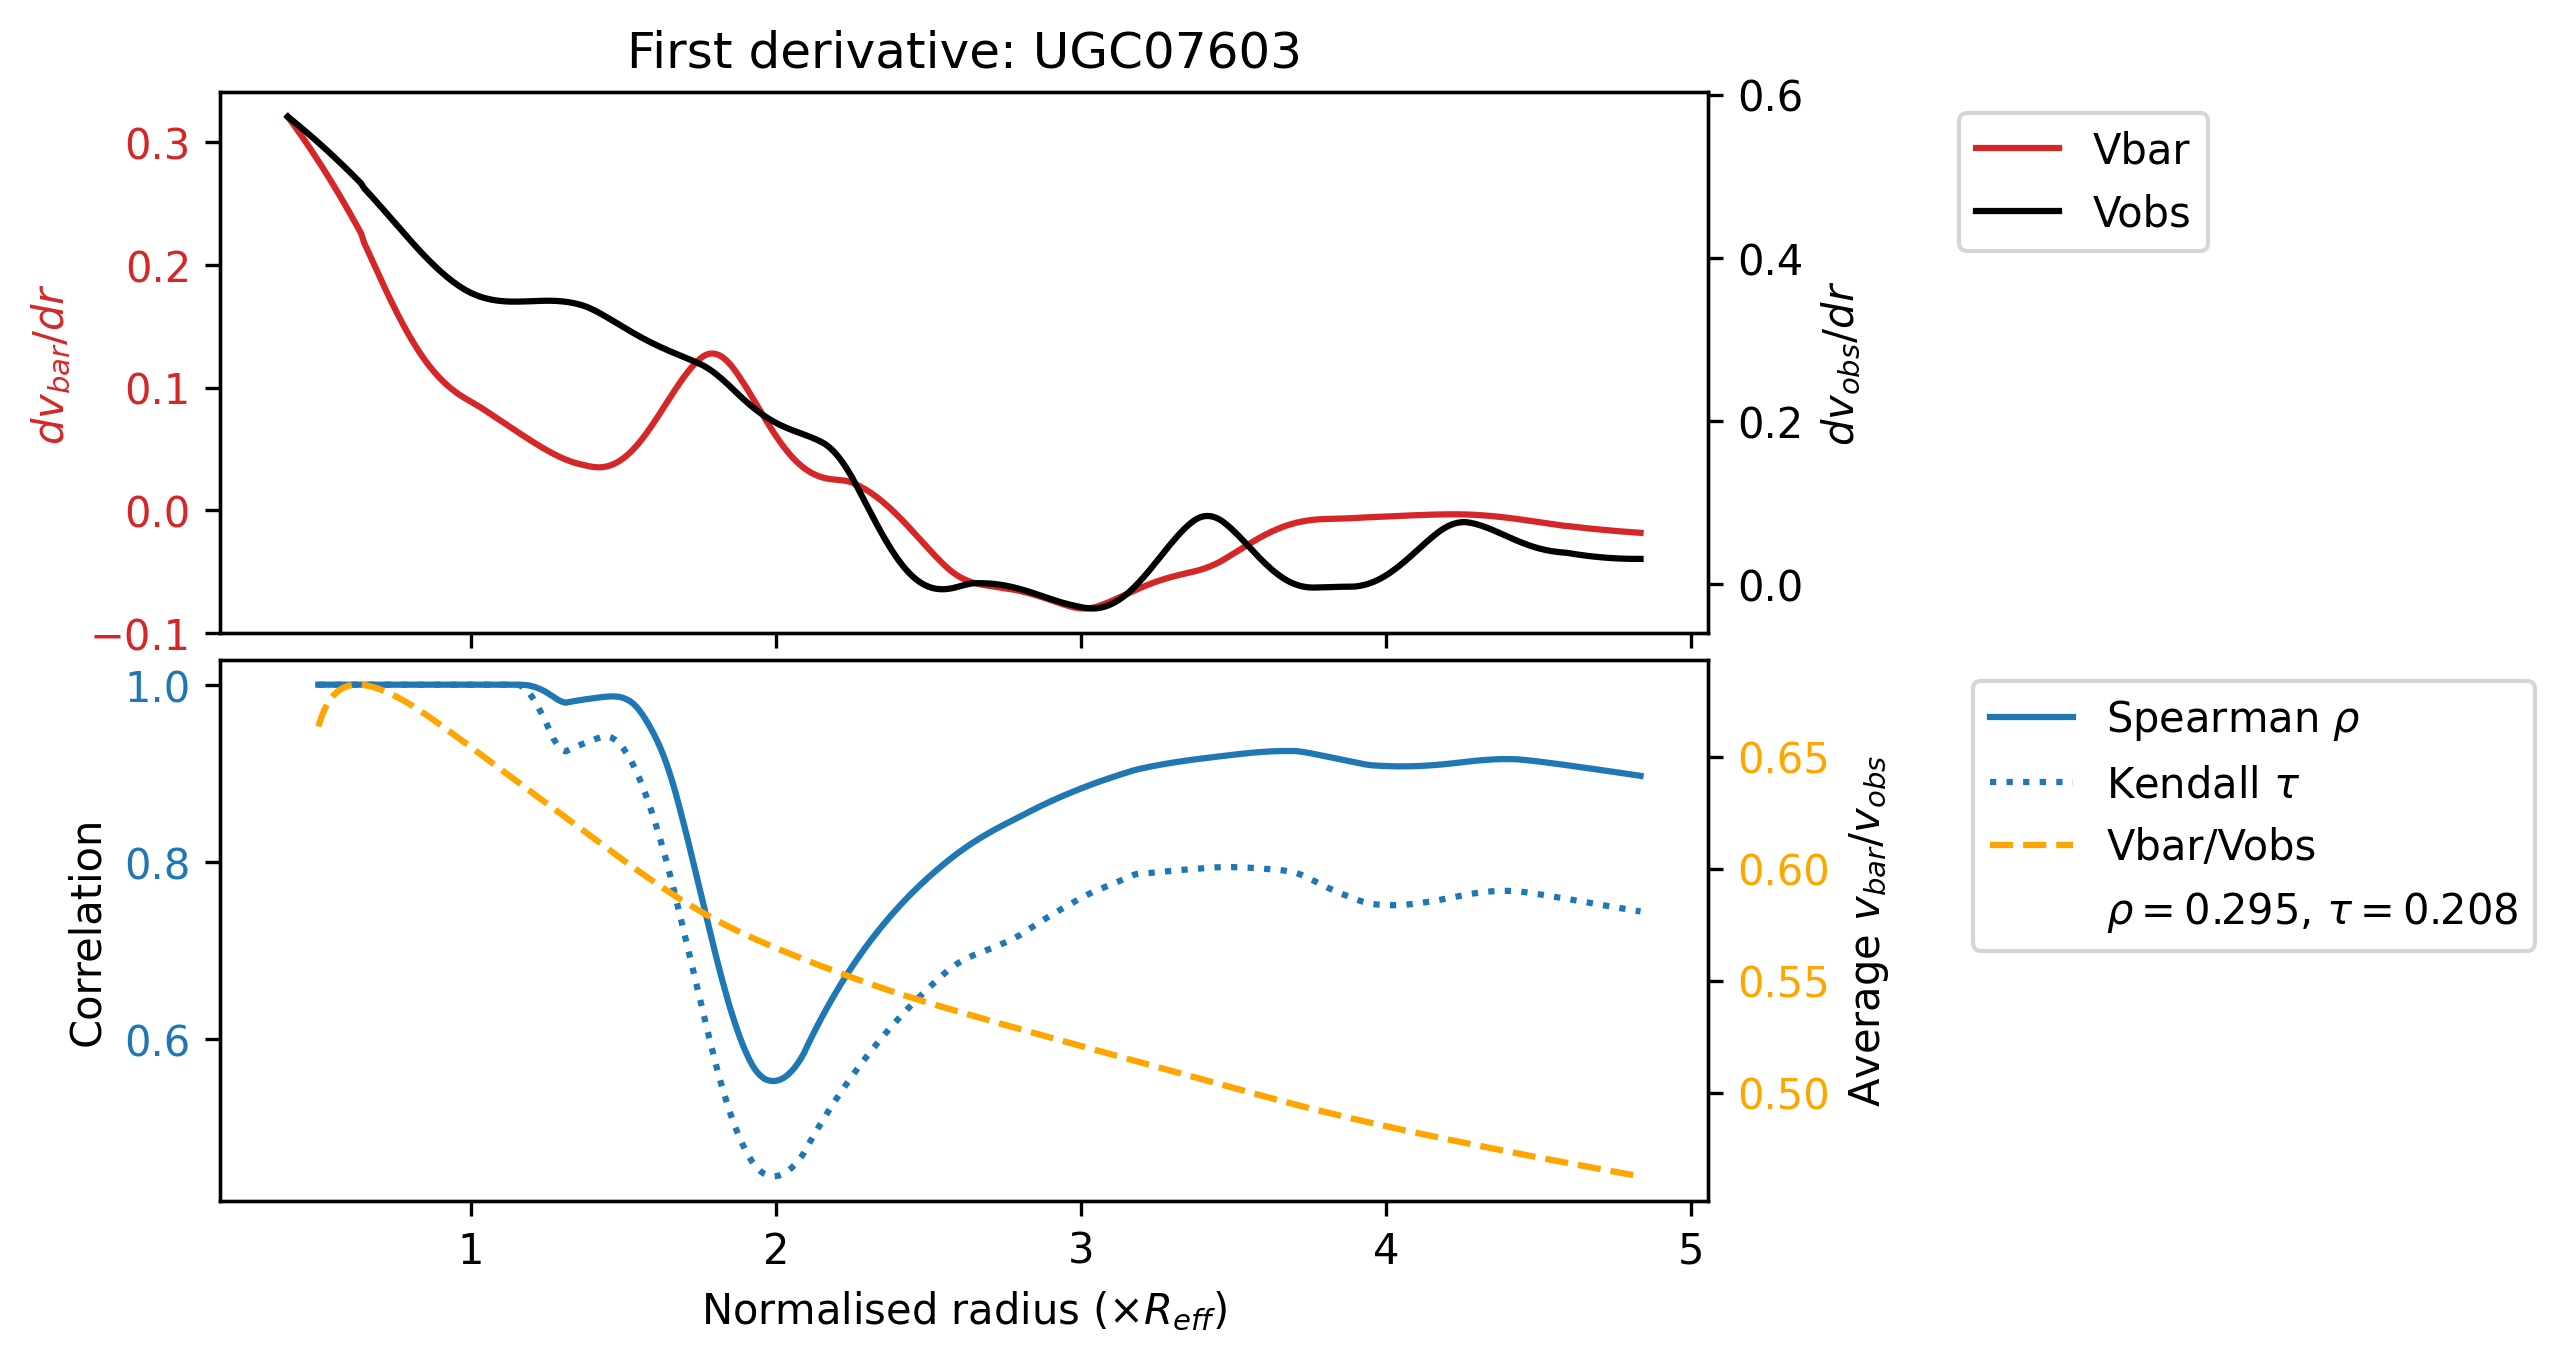 First derivative: UGC07603
0.3
0.2
0.1
0.0
−0.1
dv_bar/dr
0.6
0.4
0.2
0.0
dv_obs/dr
Vbar
Vobs
1.0
0.8
0.6
Correlation
0.65
0.60
0.55
0.50
Average v_bar/v_obs
Spearman ρ
Kendall τ
Vbar/Vobs
ρ = 0.295, τ = 0.208
1 2 3 4 5
Normalised radius (×R_eff)